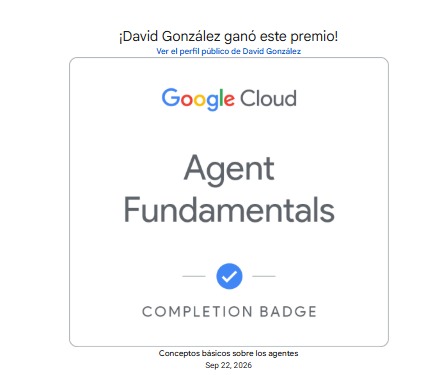 ¡David González ganó este premio!
Ver el perfil público de David González
Google Cloud
Agent
Fundamentals
COMPLETION BADGE
Conceptos básicos sobre los agentes
Sep 22, 2026